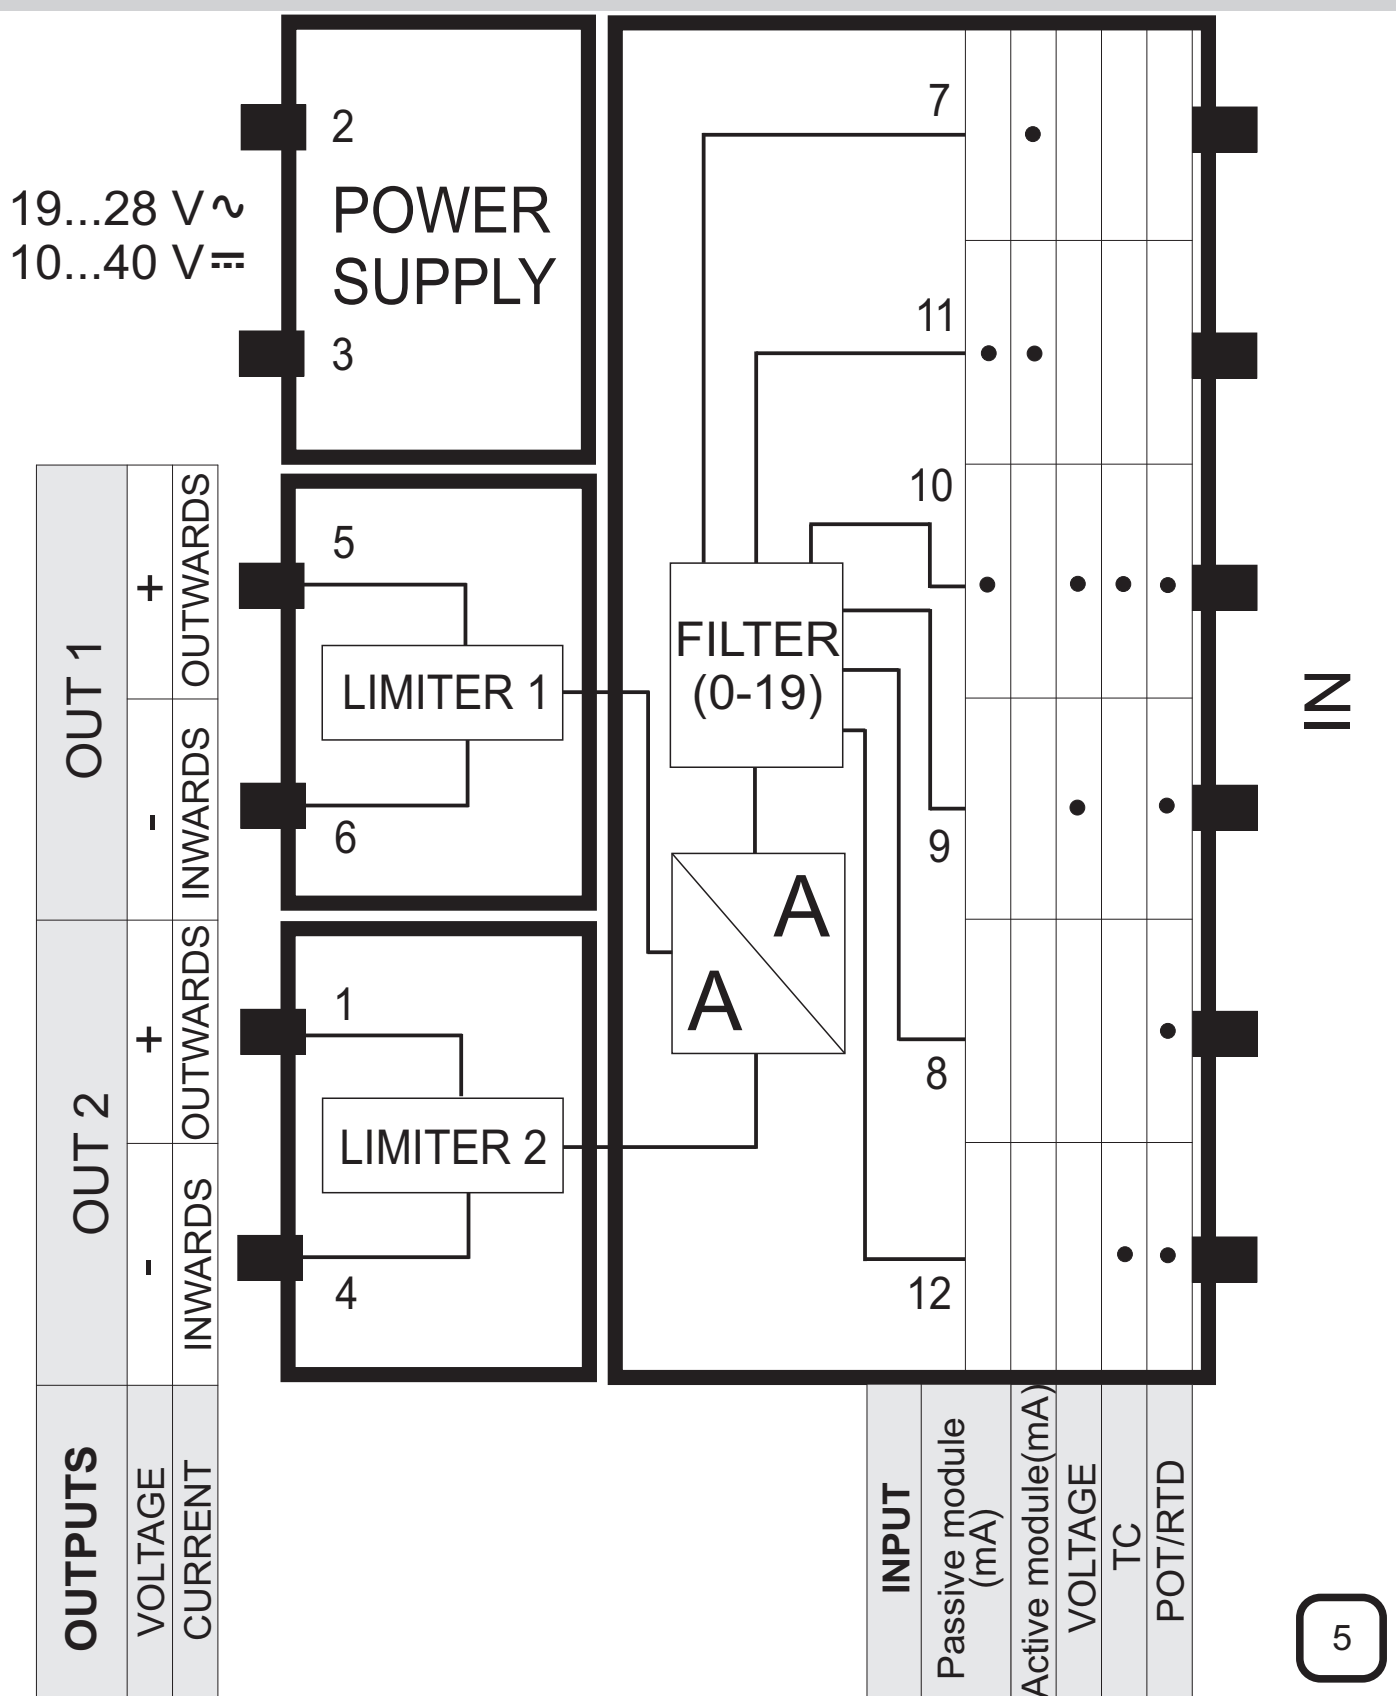 2
19...28 V~
10...40 V⎓
POWER
SUPPLY
3
7
11
10
9
8
12
FILTER
(0-19)
A
A
5
LIMITER 1
6
1
LIMITER 2
4
OUT 1
+
-
OUTWARDS
INWARDS
OUT 2
+
-
OUTWARDS
INWARDS
OUTPUTS
VOLTAGE
CURRENT
IN
INPUT
Passive module
(mA)
Active module(mA)
VOLTAGE
TC
POT/RTD
5